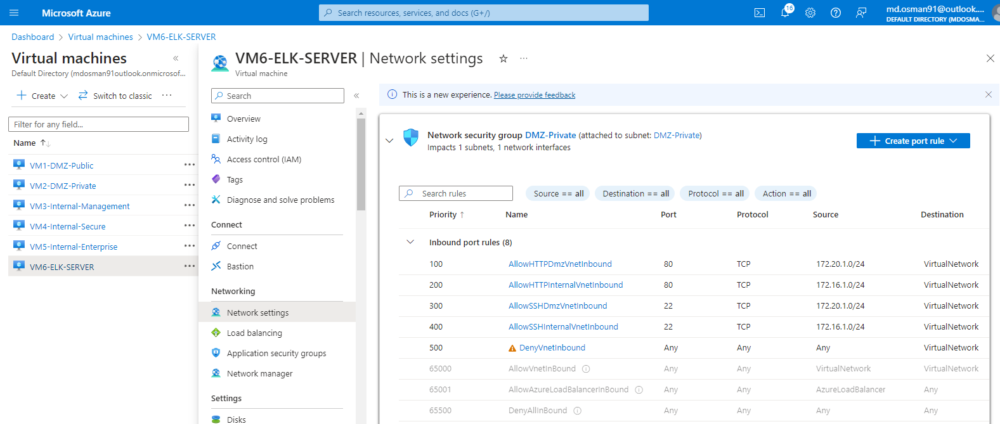 Microsoft Azure
Search resources, services, and docs (G+/)
16
md.osman91@outlook....
DEFAULT DIRECTORY (MDOSMA...
Dashboard > Virtual machines > VM6-ELK-SERVER
Virtual machines
Default Directory (mdosman91outlook.onmicrosof...
Create
Switch to classic
Filter for any field...
Name
VM1-DMZ-Public
VM2-DMZ-Private
VM3-Internal-Management
VM4-Internal-Secure
VM5-Internal-Enterprise
VM6-ELK-SERVER
VM6-ELK-SERVER | Network settings
Virtual machine
Search
Overview
Activity log
Access control (IAM)
Tags
Diagnose and solve problems
Connect
Connect
Bastion
Networking
Network settings
Load balancing
Application security groups
Network manager
Settings
Disks
This is a new experience. Please provide feedback
Network security group DMZ-Private (attached to subnet: DMZ-Private)
Impacts 1 subnets, 1 network interfaces
Create port rule
Search rules
Source == all
Destination == all
Protocol == all
Action == all
Priority ↑ Name Port Protocol Source Destination
Inbound port rules (8)
100 AllowHTTPDmzVnetInbound 80 TCP 172.20.1.0/24 VirtualNetwork
200 AllowHTTPInternalVnetInbound 80 TCP 172.16.1.0/24 VirtualNetwork
300 AllowSSHDmzVnetInbound 22 TCP 172.20.1.0/24 VirtualNetwork
400 AllowSSHInternalVnetInbound 22 TCP 172.16.1.0/24 VirtualNetwork
500 DenyVnetInbound Any Any Any VirtualNetwork
65000 AllowVnetInBound Any Any VirtualNetwork VirtualNetwork
65001 AllowAzureLoadBalancerInBound Any Any AzureLoadBalancer Any
65500 DenyAllInBound Any Any Any Any